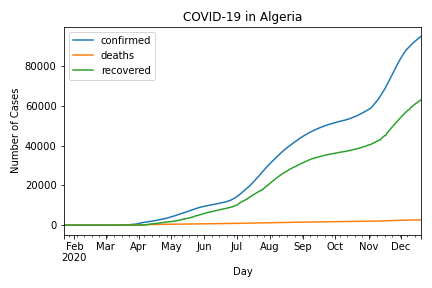 COVID-19 in Algeria
confirmed
deaths
recovered
Number of Cases
80000
60000
40000
20000
0
Feb Mar Apr May Jun Jul Aug Sep Oct Nov Dec
2020
Day